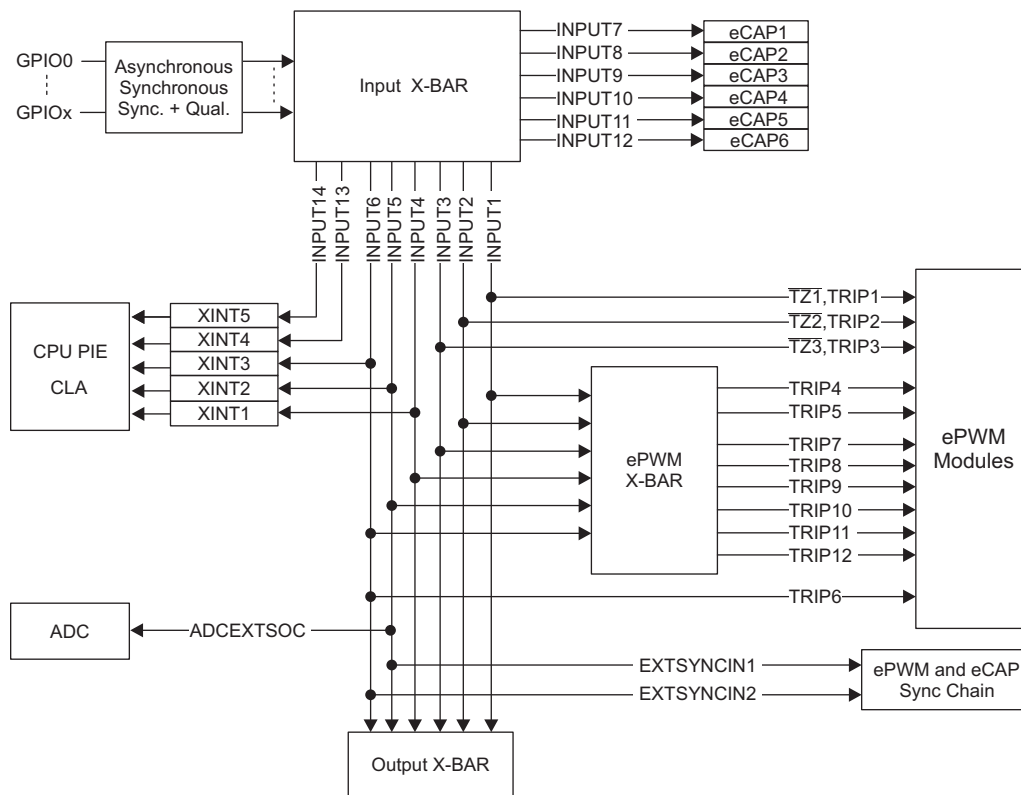 GPIO0
GPIOx
Asynchronous
Synchronous
Sync. + Qual.
Input X-BAR
INPUT7
INPUT8
INPUT9
INPUT10
INPUT11
INPUT12
eCAP1
eCAP2
eCAP3
eCAP4
eCAP5
eCAP6
INPUT14
INPUT13
INPUT6
INPUT5
INPUT4
INPUT3
INPUT2
INPUT1
CPU PIE
CLA
XINT5
XINT4
XINT3
XINT2
XINT1
T̅Z̅1̅,TRIP1
T̅Z̅2̅,TRIP2
T̅Z̅3̅,TRIP3
ePWM
X-BAR
TRIP4
TRIP5
TRIP7
TRIP8
TRIP9
TRIP10
TRIP11
TRIP12
TRIP6
ePWM
Modules
ADC
ADCEXTSOC
EXTSYNCIN1
EXTSYNCIN2
ePWM and eCAP
Sync Chain
Output X-BAR